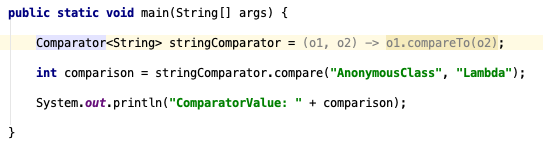 public static void main(String[] args) {
Comparator<String> stringComparator = (o1, o2) -> o1.compareTo(o2);
int comparison = stringComparator.compare("AnonymousClass", "Lambda");
System.out.println("ComparatorValue: " + comparison);
}